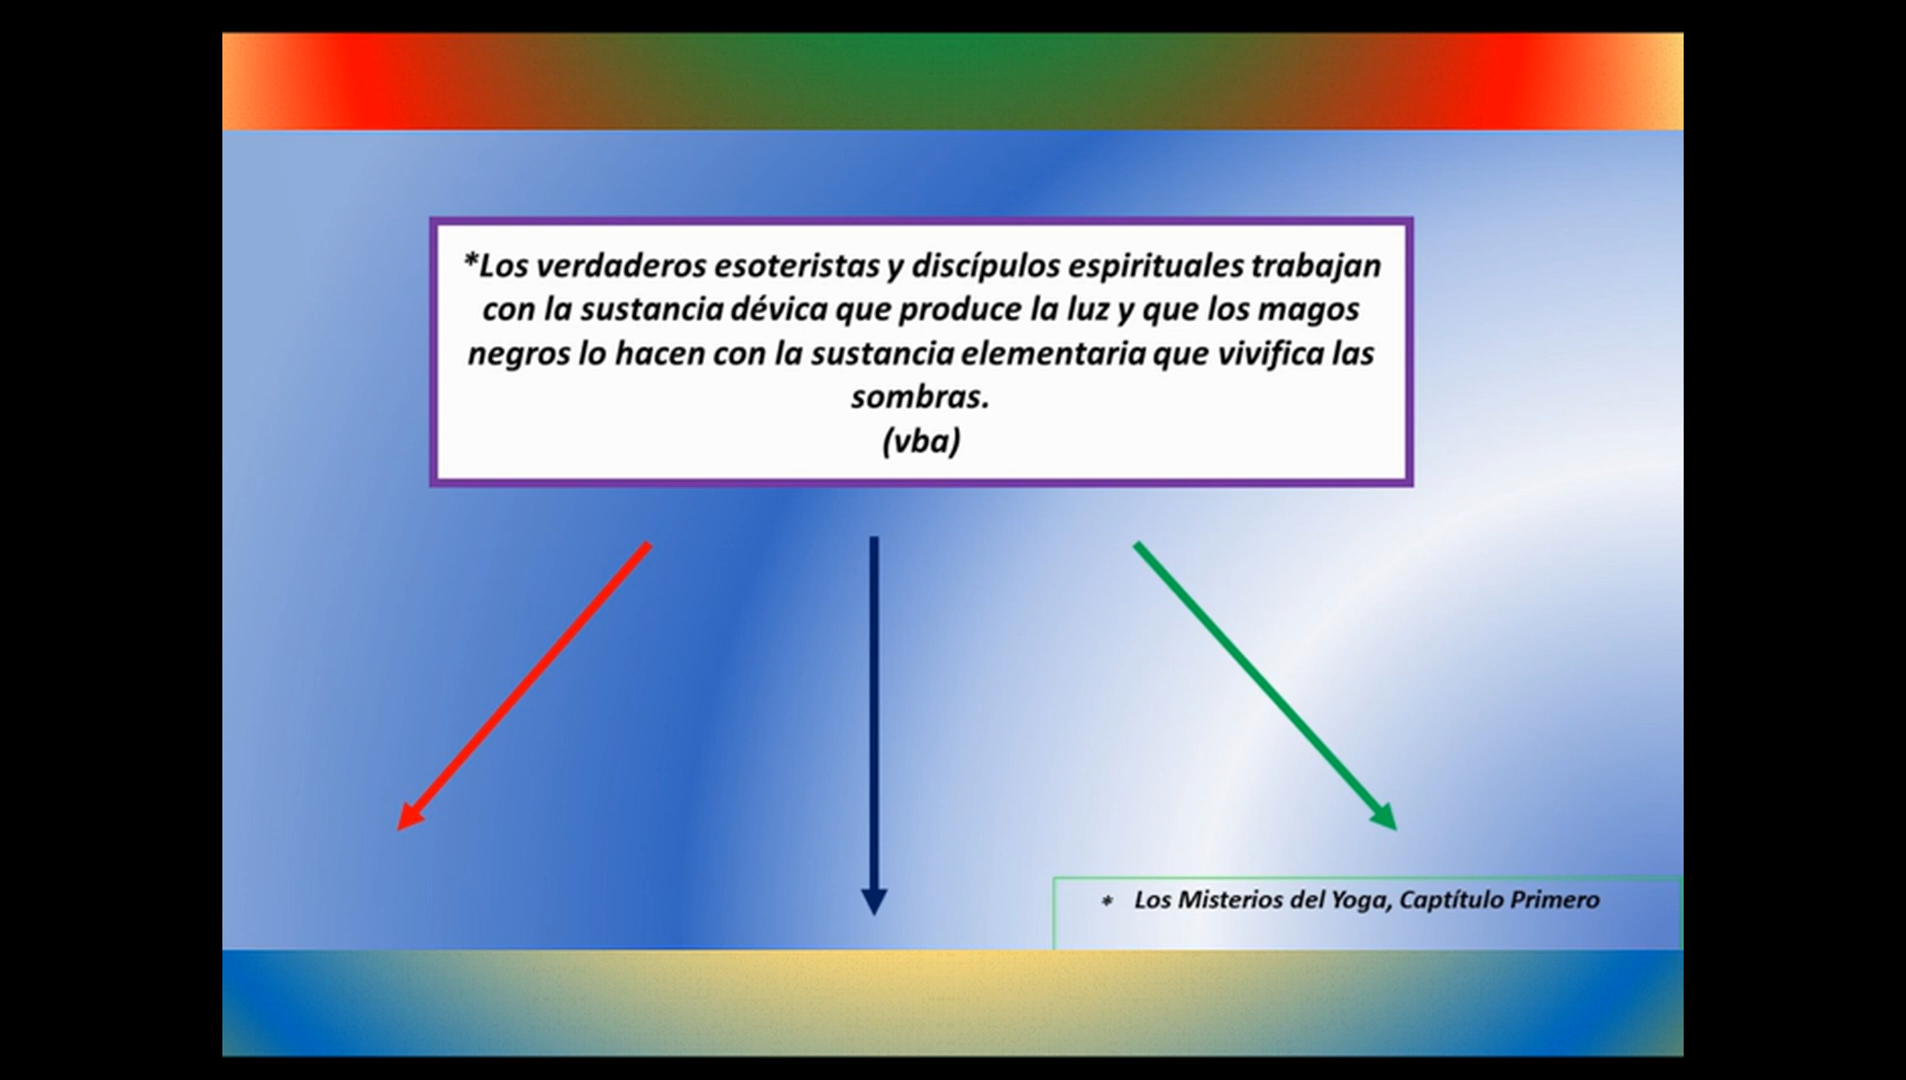 *Los verdaderos esoteristas y discípulos espirituales trabajan
con la sustancia dévica que produce la luz y que los magos
negros lo hacen con la sustancia elementaria que vivifica las
sombras.
(vba)
* Los Misterios del Yoga, Captítulo Primero